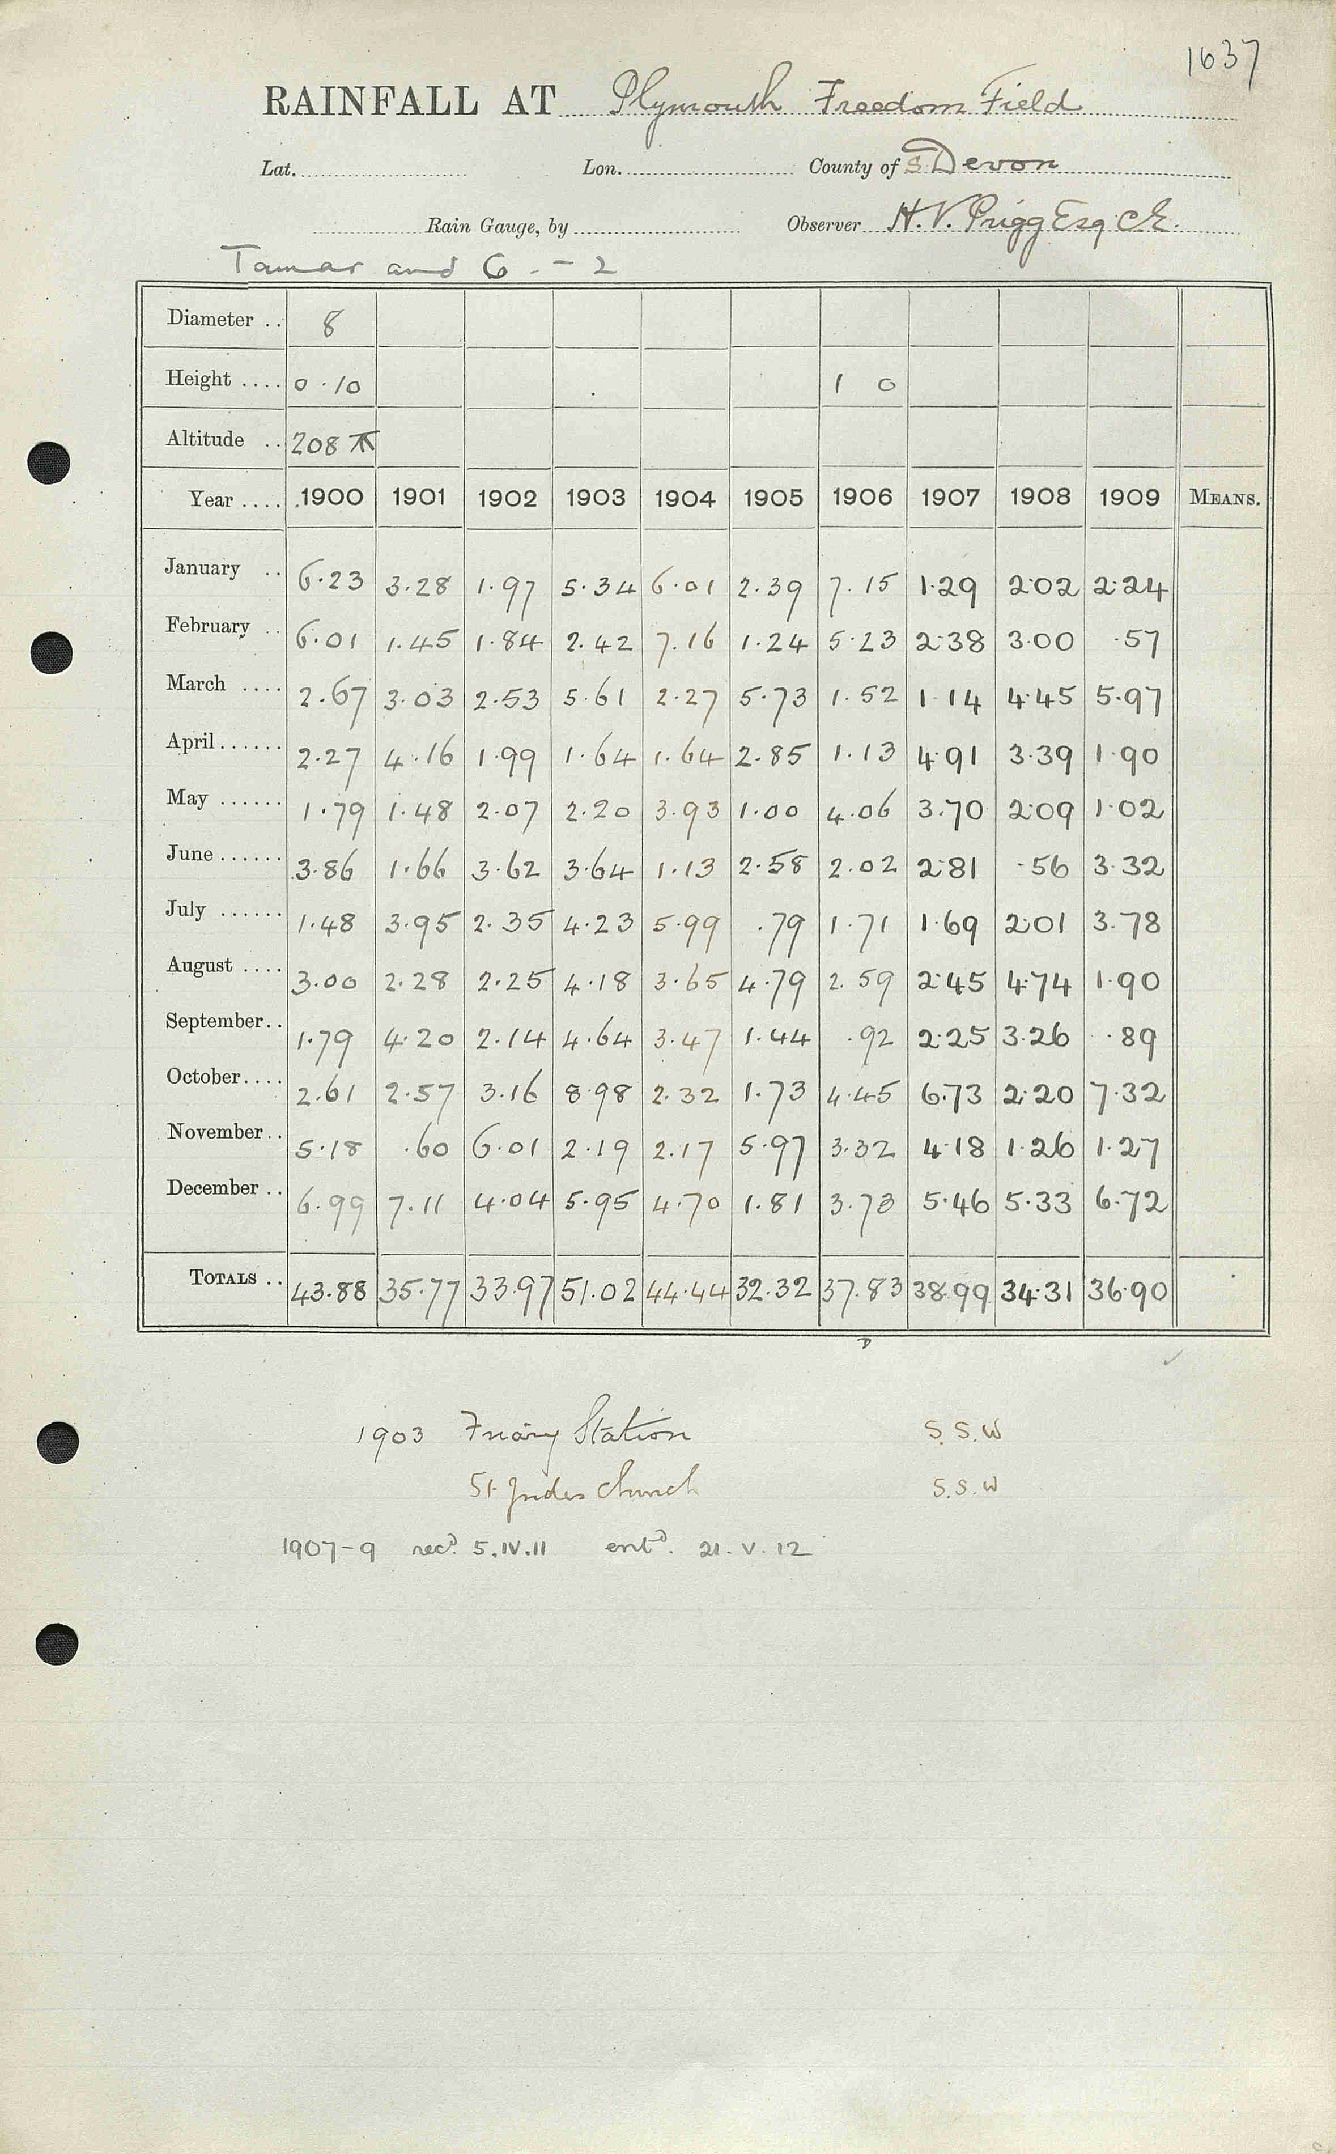 1637
RAINFALL AT Plymouth Freedom Field
Lat. Lon. County of S. Devon
Rain Gauge, by Observer H. V. Prigg Esq. C.E.
Tamar and 6 . - 2
Diameter .. 8
Height .... 0 . 10 1 0
Altitude .. 208
Year .... 1900 1901 1902 1903 1904 1905 1906 1907 1908 1909 MEANS.
January .. 6.23 3.28 1.97 5.34 6.01 2.39 7.15 1.29 2.02 2.24
February .. 6.01 1.45 1.84 2.42 7.16 1.24 5.23 2.38 3.00 .57
March .... 2.67 3.03 2.53 5.61 2.27 5.73 1.52 1.14 4.45 5.97
April ...... 2.27 4.16 1.99 1.64 1.64 2.85 1.13 4.91 3.39 1.90
May ...... 1.79 1.48 2.07 2.20 3.93 1.00 4.06 3.70 2.09 1.02
June ...... 3.86 1.66 3.62 3.64 1.13 2.58 2.02 2.81 .56 3.32
July ...... 1.48 3.95 2.35 4.23 5.99 .79 1.71 1.69 2.01 3.78
August .... 3.00 2.28 2.25 4.18 3.65 4.79 2.59 2.45 4.74 1.90
September.. 1.79 4.20 2.14 4.64 3.47 1.44 .92 2.25 3.26 .89
October.... 2.61 2.57 3.16 8.98 2.32 1.73 4.45 6.73 2.20 7.32
November.. 5.18 .60 6.01 2.19 2.17 5.97 3.32 4.18 1.26 1.27
December .. 6.99 7.11 4.04 5.95 4.70 1.81 3.73 5.46 5.33 6.72
TOTALS .. 43.88 35.77 33.97 51.02 44.44 32.32 37.83 38.99 34.31 36.90
D
1903 Friary Station S.S.W
St Judes Church S.S.W
1907-9 recd. 5.IV.11 entd. 21.V.12